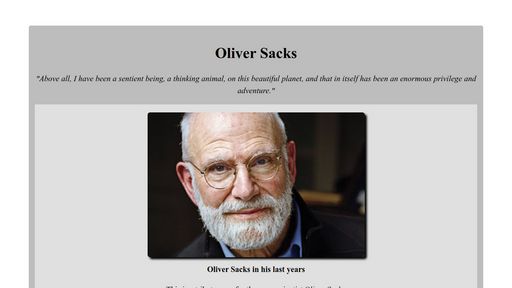 Oliver Sacks
"Above all, I have been a sentient being, a thinking animal, on this beautiful planet, and that in itself has been an enormous privilege and
adventure."
Oliver Sacks in his last years